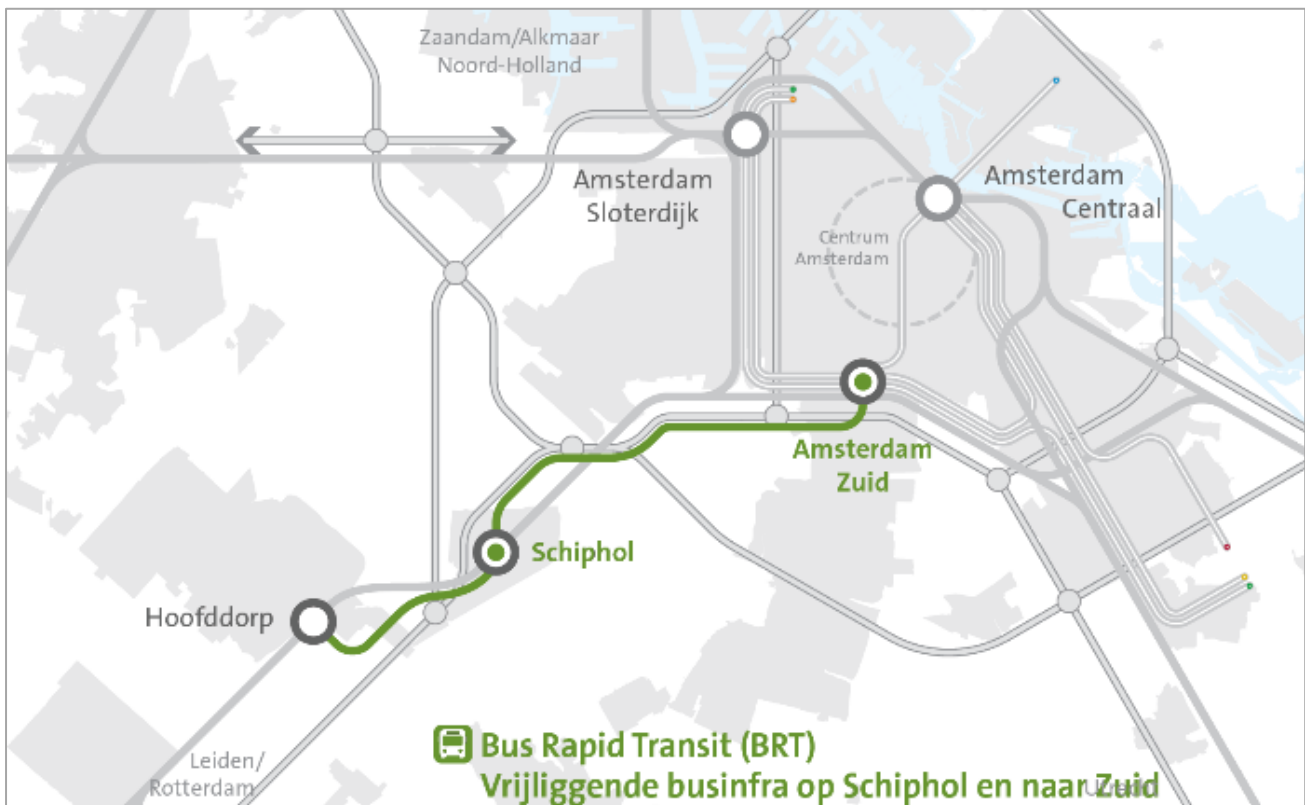 Zaandam/Alkmaar
Noord-Holland
Amsterdam
Sloterdijk
Amsterdam
Centraal
Centrum
Amsterdam
Amsterdam
Zuid
Schiphol
Hoofddorp
Leiden/
Rotterdam
Bus Rapid Transit (BRT)
Vrijliggende businfra op Schiphol en naar Zuid